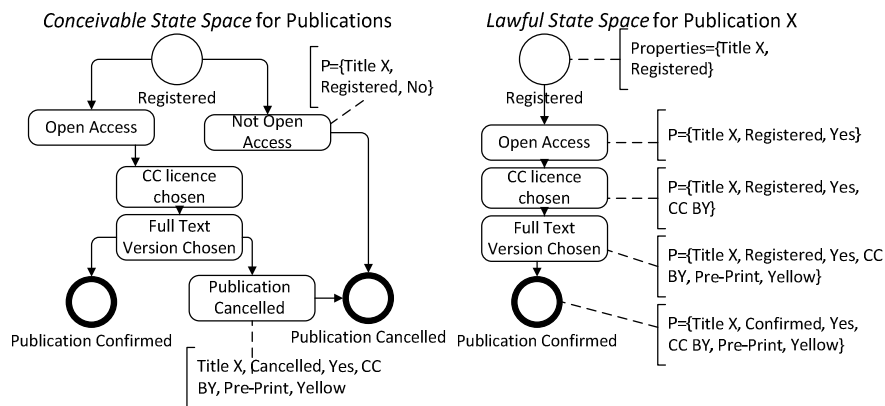 Conceivable State Space for Publications
P={Title X,
Registered, No}
Registered
Open Access
Not Open
Access
CC licence
chosen
Full Text
Version Chosen
Publication
Cancelled
Publication Confirmed
Publication Cancelled
Title X, Cancelled, Yes, CC
BY, Pre-Print, Yellow
Lawful State Space for Publication X
Properties={Title X,
Registered}
Registered
Open Access
P={Title X, Registered, Yes}
CC licence
chosen
P={Title X, Registered, Yes,
CC BY}
Full Text
Version Chosen
P={Title X, Registered, Yes, CC
BY, Pre-Print, Yellow}
Publication Confirmed
P={Title X, Confirmed, Yes,
CC BY, Pre-Print, Yellow}